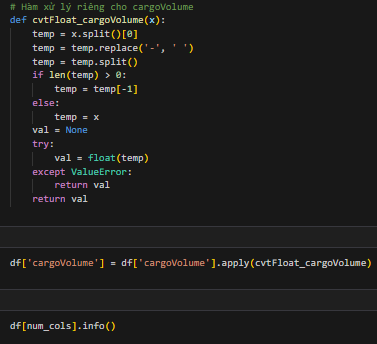 # Hàm xử lý riêng cho cargoVolume
def cvtFloat_cargoVolume(x):
    temp = x.split()[0]
    temp = temp.replace('-', ' ')
    temp = temp.split()
    if len(temp) > 0:
        temp = temp[-1]
    else:
        temp = x
    val = None
    try:
        val = float(temp)
    except ValueError:
        return val
    return val
df['cargoVolume'] = df['cargoVolume'].apply(cvtFloat_cargoVolume)
df[num_cols].info()